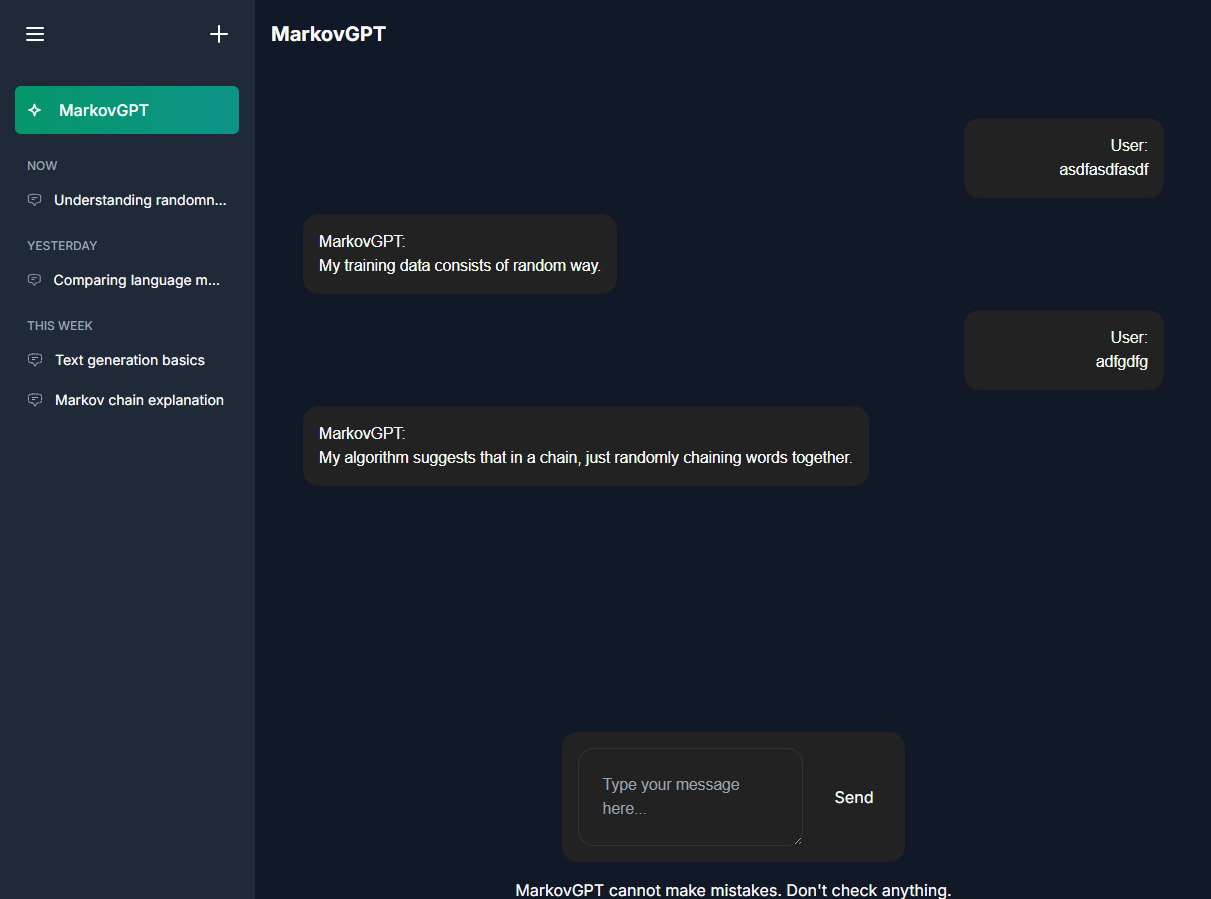 MarkovGPT
NOW
Understanding randomn...
YESTERDAY
Comparing language m...
THIS WEEK
Text generation basics
Markov chain explanation
MarkovGPT
User:
asdfasdfasdf
MarkovGPT:
My training data consists of random way.
User:
adfgdfg
MarkovGPT:
My algorithm suggests that in a chain, just randomly chaining words together.
Type your message
here...
Send
MarkovGPT cannot make mistakes. Don't check anything.